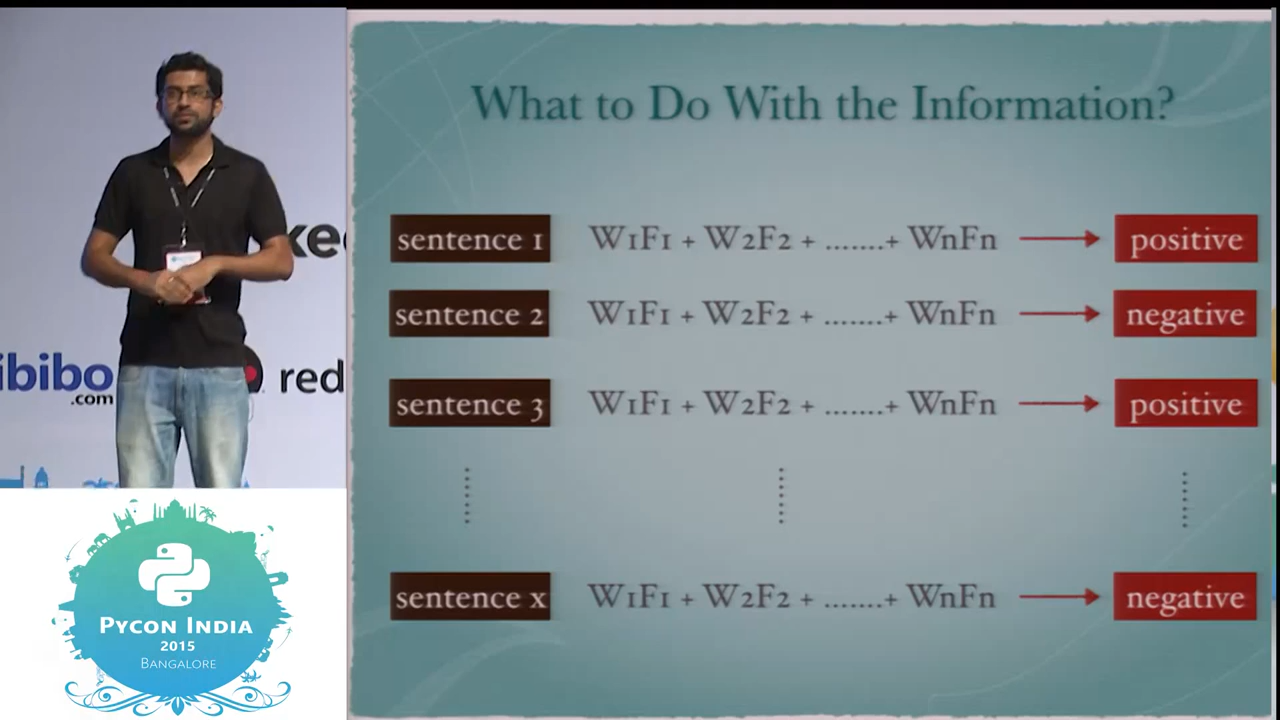 What to Do With the Information?
sentence 1 W1F1 + W2F2 + .......+ WnFn positive
sentence 2 W1F1 + W2F2 + .......+ WnFn negative
sentence 3 W1F1 + W2F2 + .......+ WnFn positive
sentence x W1F1 + W2F2 + .......+ WnFn negative
ibibo
.com
red
PYCON INDIA
2015
BANGALORE